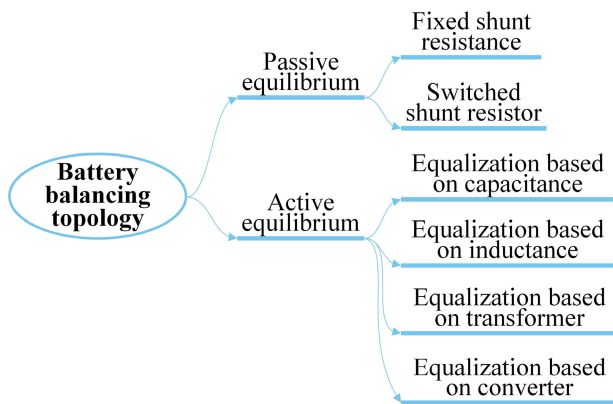 Battery
balancing
topology
Passive
equilibrium
Fixed shunt
resistance
Switched
shunt resistor
Active
equilibrium
Equalization based
on capacitance
Equalization based
on inductance
Equalization based
on transformer
Equalization based
on converter